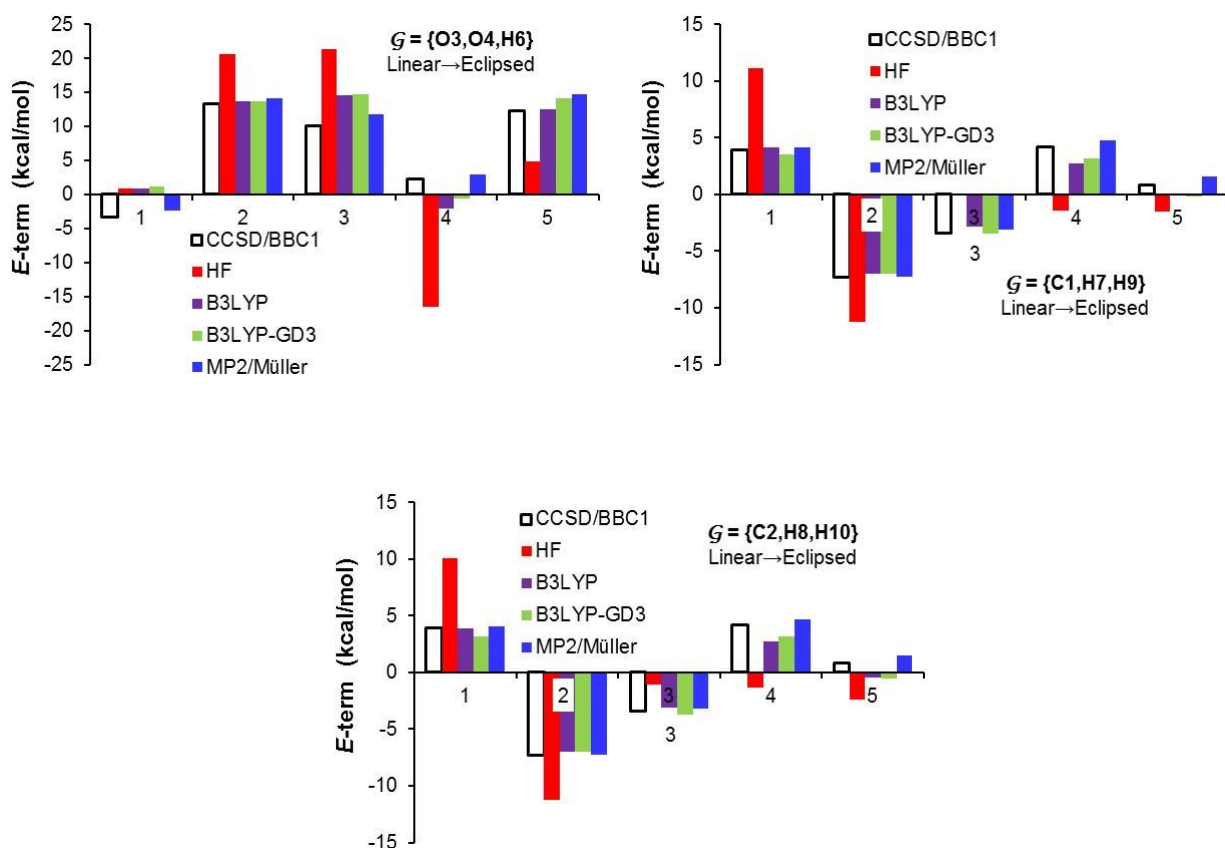 E-term (kcal/mol)
25
20
15
10
5
0
-5
-10
-15
-20
-25
1
2
3
4
5
𝒢 = {O3,O4,H6}
Linear→Eclipsed
CCSD/BBC1
HF
B3LYP
B3LYP-GD3
MP2/Müller
E-term (kcal/mol)
15
10
5
0
-5
-10
-15
1
2
3
3
4
5
CCSD/BBC1
HF
B3LYP
B3LYP-GD3
MP2/Müller
𝒢 = {C1,H7,H9}
Linear→Eclipsed
E-term (kcal/mol)
15
10
5
0
-5
-10
-15
1
2
3
3
4
5
CCSD/BBC1
HF
B3LYP
B3LYP-GD3
MP2/Müller
𝒢 = {C2,H8,H10}
Linear→Eclipsed